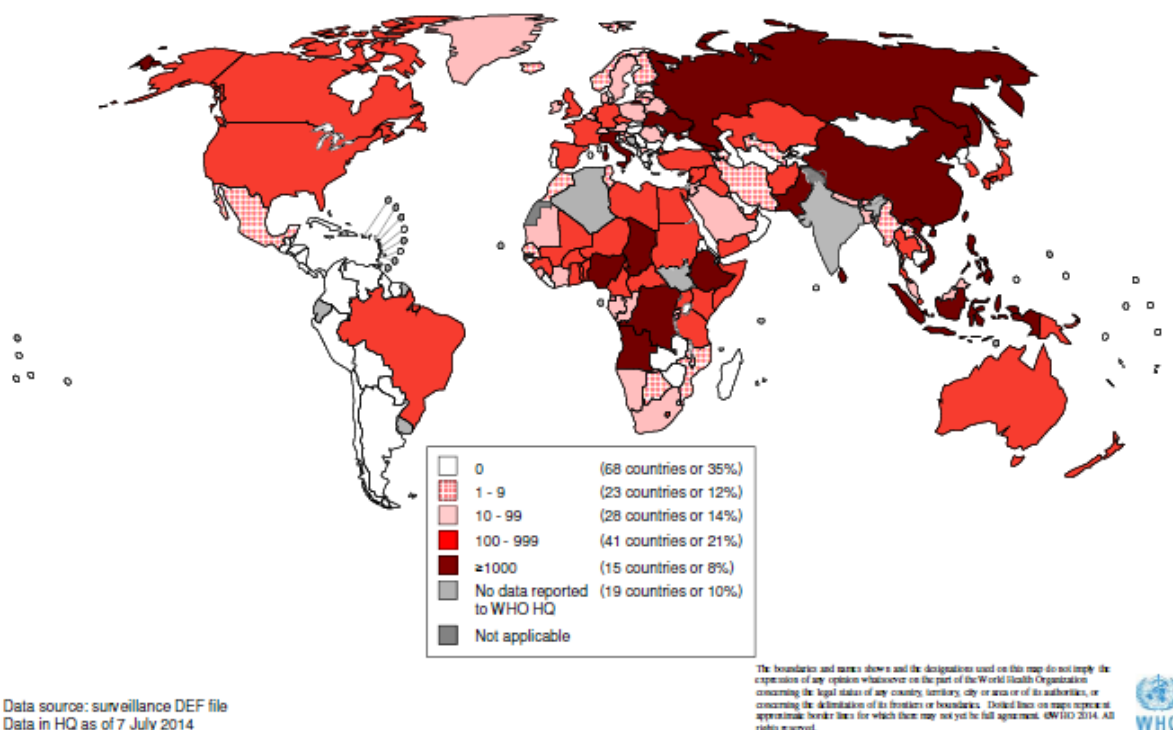 0 (68 countries or 35%)
1 - 9 (23 countries or 12%)
10 - 99 (28 countries or 14%)
100 - 999 (41 countries or 21%)
≥1000 (15 countries or 8%)
No data reported (19 countries or 10%)
to WHO HQ
Not applicable
The boundaries and names shown and the designations used on this map do not imply the
expression of any opinion whatsoever on the part of the World Health Organization
concerning the legal status of any country, territory, city or area or of its authorities, or
concerning the delimitation of its frontiers or boundaries. Dotted lines on maps represent
approximate border lines for which there may not yet be full agreement. ©WHO 2014. All
rights reserved.
Data source: surveillance DEF file
Data in HQ as of 7 July 2014
WHO